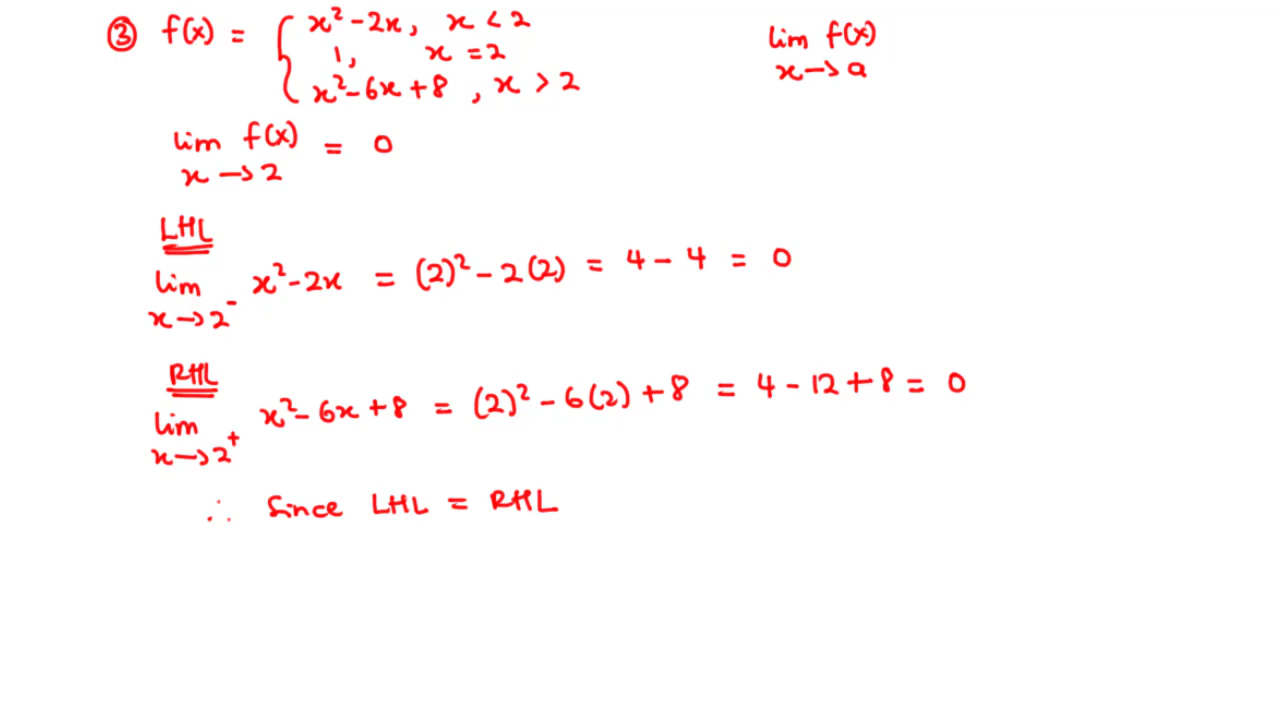 ③ f(x) = { x² - 2x, x < 2
1, x = 2
x² - 6x + 8 , x > 2
lim f(x)
x → a
lim f(x) = 0
x → 2
LHL
lim x² - 2x = (2)² - 2(2) = 4 - 4 = 0
x → 2⁻
RHL
lim x² - 6x + 8 = (2)² - 6(2) + 8 = 4 - 12 + 8 = 0
x → 2⁺
∴ Since LHL = RHL